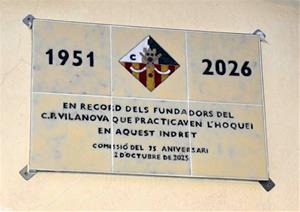 1951 2026
EN RECORD DELS FUNDADORS DEL
C.P. VILANOVA QUE PRACTICAVEN L'HOQUEI
EN AQUEST INDRET
COMISSIÓ DEL 75 ANIVERSARI
2 D'OCTUBRE DE 2025